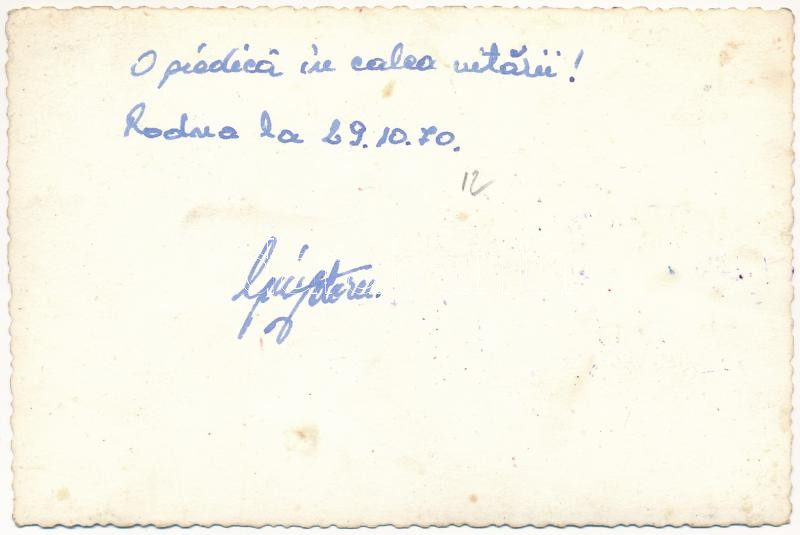 O piedică în calea uitării!
Rodna la 29.10.70.
12